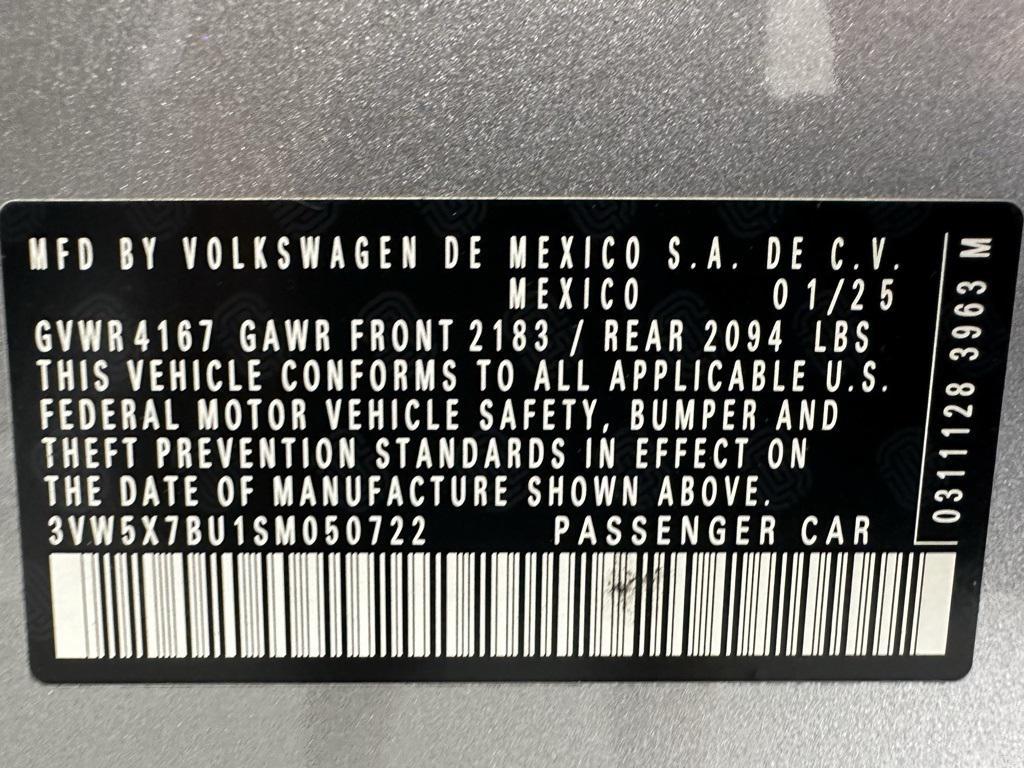 MFD BY VOLKSWAGEN DE MEXICO S.A. DE C.V.
MEXICO 01/25
GVWR 4167 GAWR FRONT 2183 / REAR 2094 LBS
THIS VEHICLE CONFORMS TO ALL APPLICABLE U.S.
FEDERAL MOTOR VEHICLE SAFETY, BUMPER AND
THEFT PREVENTION STANDARDS IN EFFECT ON
THE DATE OF MANUFACTURE SHOWN ABOVE.
3VW5X7BU1SM050722 PASSENGER CAR
0311128 3963 M